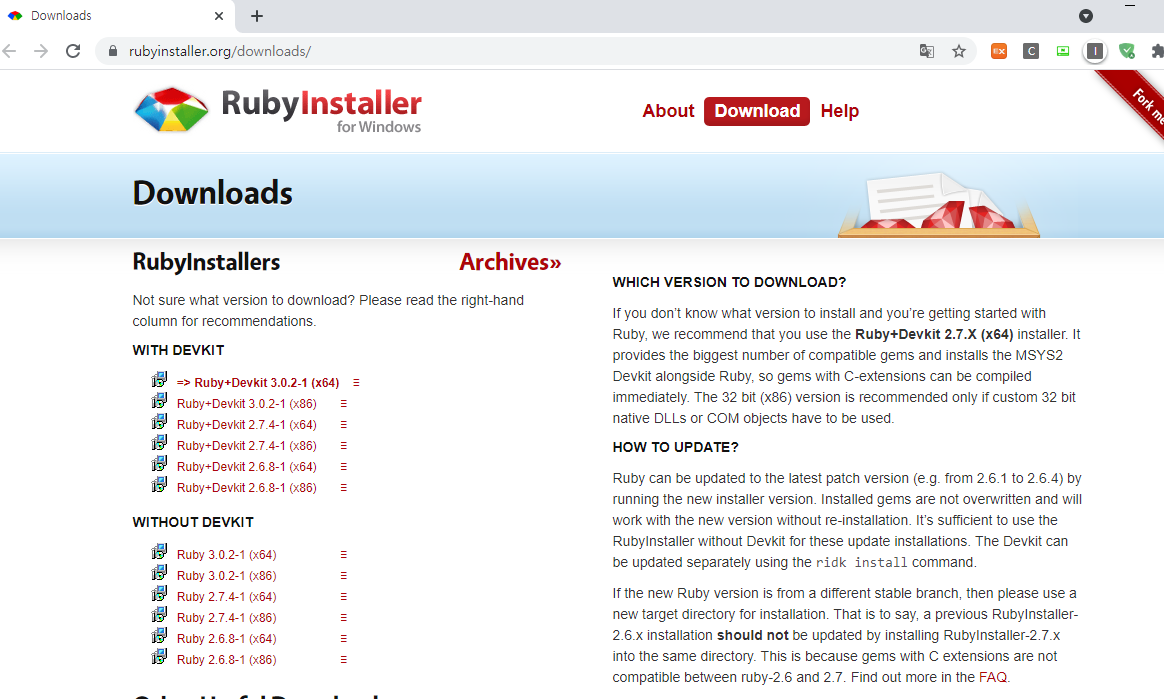 Downloads
rubyinstaller.org/downloads/
C
I
RubyInstaller
for Windows
About Download Help
Fork me
Downloads
RubyInstallers Archives»
Not sure what version to download? Please read the right-hand
column for recommendations.
WITH DEVKIT
=> Ruby+Devkit 3.0.2-1 (x64)
Ruby+Devkit 3.0.2-1 (x86)
Ruby+Devkit 2.7.4-1 (x64)
Ruby+Devkit 2.7.4-1 (x86)
Ruby+Devkit 2.6.8-1 (x64)
Ruby+Devkit 2.6.8-1 (x86)
WITHOUT DEVKIT
Ruby 3.0.2-1 (x64)
Ruby 3.0.2-1 (x86)
Ruby 2.7.4-1 (x64)
Ruby 2.7.4-1 (x86)
Ruby 2.6.8-1 (x64)
Ruby 2.6.8-1 (x86)
WHICH VERSION TO DOWNLOAD?
If you don’t know what version to install and you’re getting started with
Ruby, we recommend that you use the Ruby+Devkit 2.7.X (x64) installer. It
provides the biggest number of compatible gems and installs the MSYS2
Devkit alongside Ruby, so gems with C-extensions can be compiled
immediately. The 32 bit (x86) version is recommended only if custom 32 bit
native DLLs or COM objects have to be used.
HOW TO UPDATE?
Ruby can be updated to the latest patch version (e.g. from 2.6.1 to 2.6.4) by
running the new installer version. Installed gems are not overwritten and will
work with the new version without re-installation. It’s sufficient to use the
RubyInstaller without Devkit for these update installations. The Devkit can
be updated separately using the ridk install command.
If the new Ruby version is from a different stable branch, then please use a
new target directory for installation. That is to say, a previous RubyInstaller-
2.6.x installation should not be updated by installing RubyInstaller-2.7.x
into the same directory. This is because gems with C extensions are not
compatible between ruby-2.6 and 2.7. Find out more in the FAQ.